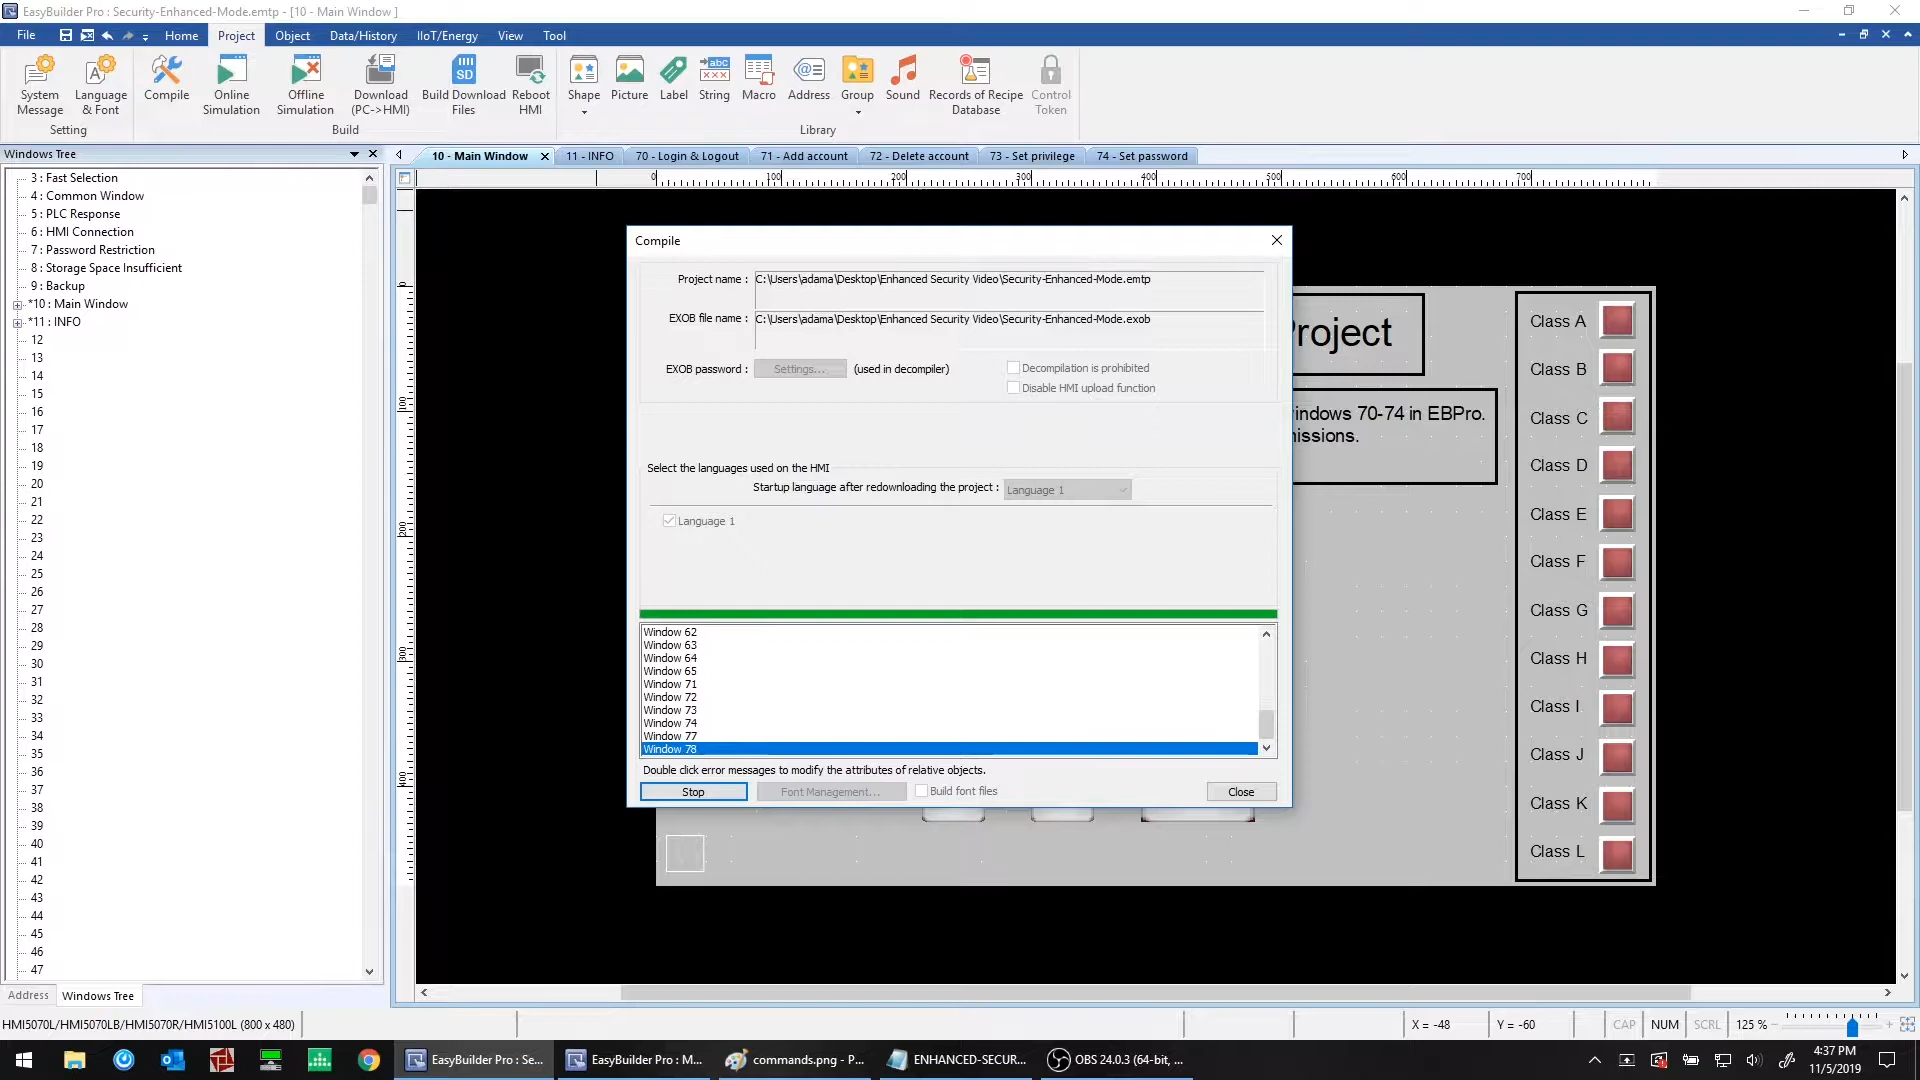 EasyBuilder Pro : Security-Enhanced-Mode.emtp - [10 - Main Window ]
File Home Project Object Data/History IIoT/Energy View Tool
System Message
Language & Font
Compile
Online Simulation
Offline Simulation
Download (PC->HMI)
Build Download Files
Reboot HMI
Shape
Picture
Label
String
Macro
Address
Group
Sound
Records of Recipe Database
Control Token
Setting
Build
Library
Windows Tree
10 - Main Window
11 - INFO
70 - Login & Logout
71 - Add account
72 - Delete account
73 - Set privilege
74 - Set password
0 100 200 300 400 500 600 700
0
100
200
300
400
3 : Fast Selection
4 : Common Window
5 : PLC Response
6 : HMI Connection
7 : Password Restriction
8 : Storage Space Insufficient
9 : Backup
*10 : Main Window
*11 : INFO
12
13
14
15
16
17
18
19
20
21
22
23
24
25
26
27
28
29
30
31
32
33
34
35
36
37
38
39
40
41
42
43
44
45
46
47
Address
Windows Tree
Compile
Project name : C:\Users\adama\Desktop\Enhanced Security Video\Security-Enhanced-Mode.emtp
EXOB file name : C:\Users\adama\Desktop\Enhanced Security Video\Security-Enhanced-Mode.exob
EXOB password : Settings... (used in decompiler)
Decompilation is prohibited
Disable HMI upload function
Select the languages used on the HMI
Startup language after redownloading the project : Language 1
Language 1
Window 62
Window 63
Window 64
Window 65
Window 71
Window 72
Window 73
Window 74
Window 77
Window 78
Double click error messages to modify the attributes of relative objects.
Stop
Font Management...
Build font files
Close
Project
indows 70-74 in EBPro.
issions.
Class A
Class B
Class C
Class D
Class E
Class F
Class G
Class H
Class I
Class J
Class K
Class L
HMI5070L/HMI5070LB/HMI5070R/HMI5100L (800 x 480)
X = -48
Y = -60
CAP
NUM
SCRL
125 %
EasyBuilder Pro : Se...
EasyBuilder Pro : M...
commands.png - P...
ENHANCED-SECUR...
OBS 24.0.3 (64-bit, ...
4:37 PM
11/5/2019